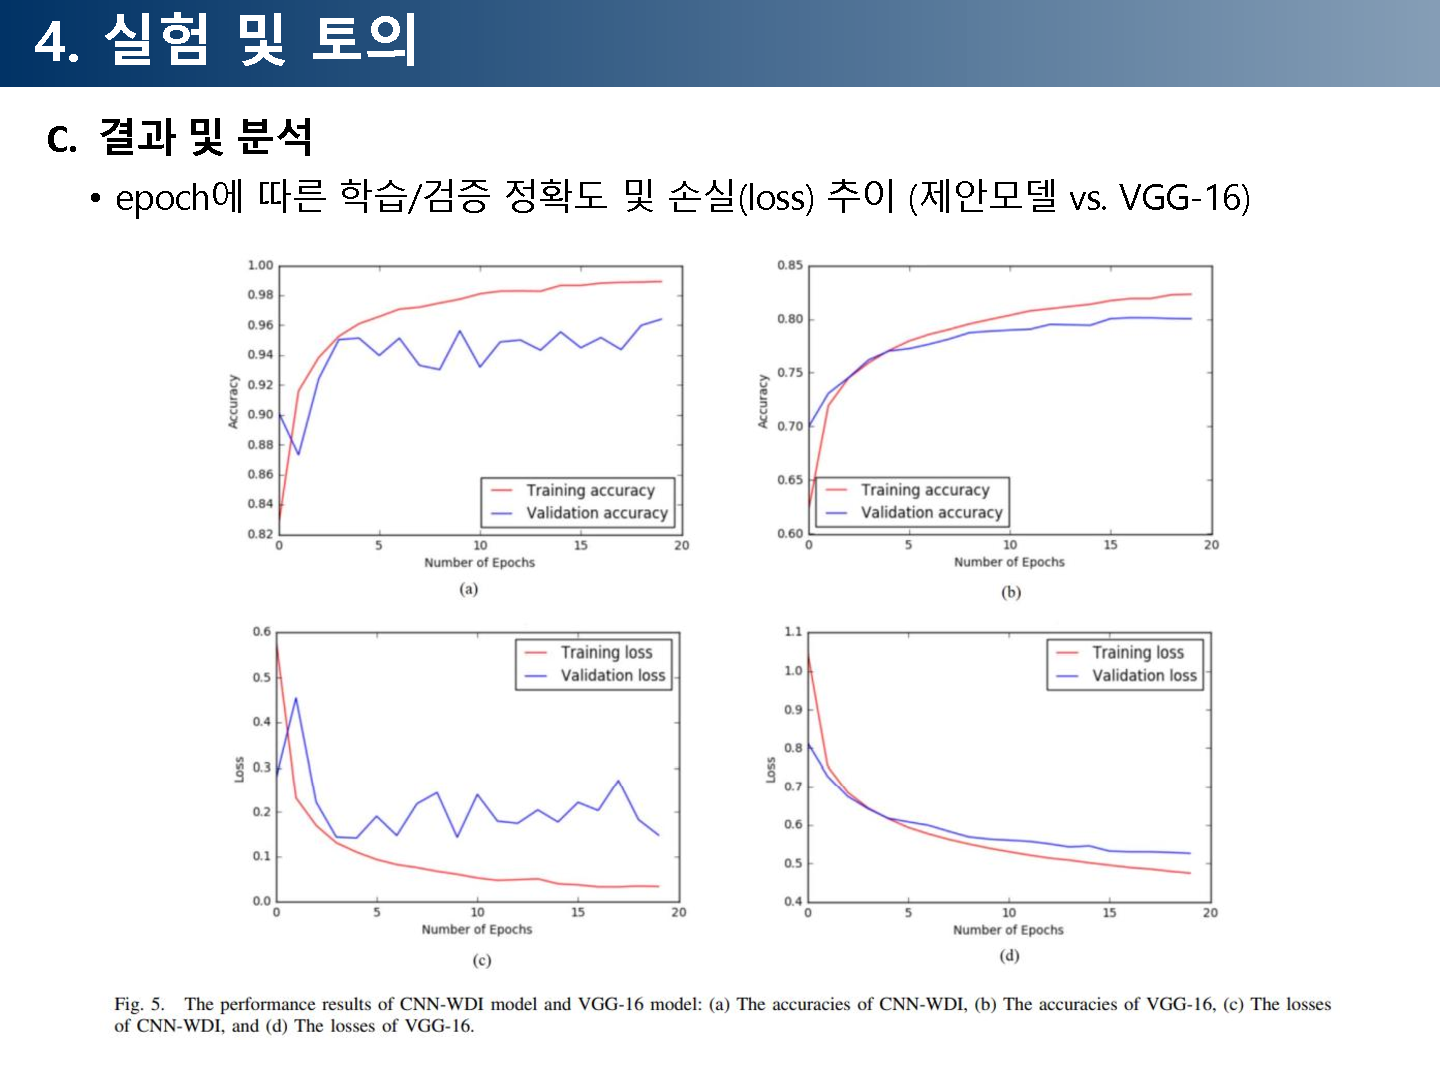 4. 실험 및 토의
C. 결과 및 분석
• epoch에 따른 학습/검증 정확도 및 손실(loss) 추이 (제안모델 vs. VGG-16)
1.00
0.98
0.96
0.94
0.92
0.90
0.88
0.86
0.84
0.82
Accuracy
Training accuracy
Validation accuracy
0 5 10 15 20
Number of Epochs
(a)
0.85
0.80
0.75
0.70
0.65
0.60
Accuracy
Training accuracy
Validation accuracy
0 5 10 15 20
Number of Epochs
(b)
0.6
0.5
0.4
0.3
0.2
0.1
0.0
Loss
Training loss
Validation loss
0 5 10 15 20
Number of Epochs
(c)
1.1
1.0
0.9
0.8
0.7
0.6
0.5
0.4
Loss
Training loss
Validation loss
0 5 10 15 20
Number of Epochs
(d)
Fig. 5. The performance results of CNN-WDI model and VGG-16 model: (a) The accuracies of CNN-WDI, (b) The accuracies of VGG-16, (c) The losses
of CNN-WDI, and (d) The losses of VGG-16.